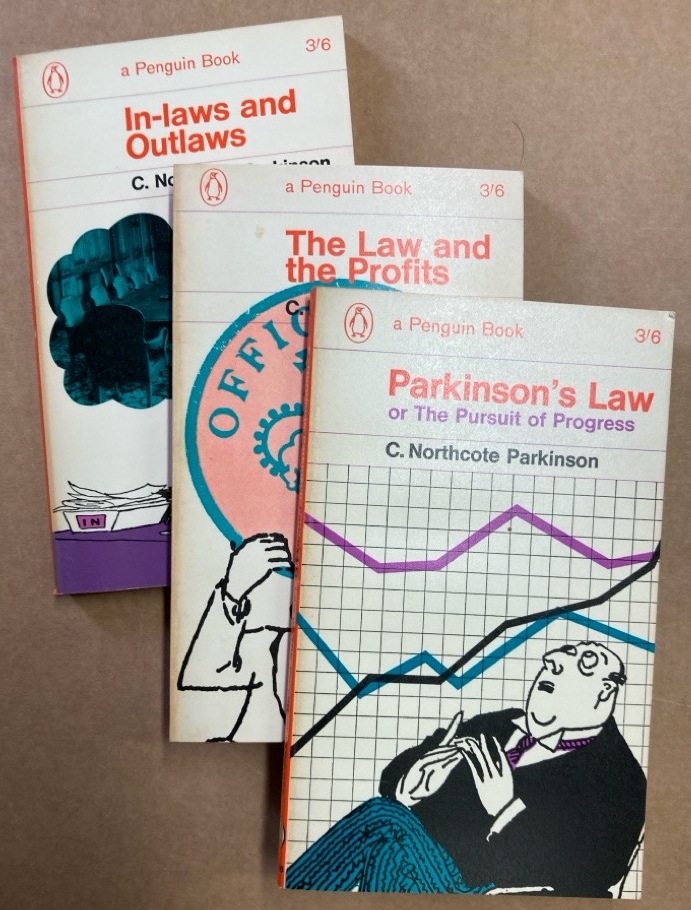 a Penguin Book
3/6
In-laws and
Outlaws
C.
IN
a Penguin Book
3/6
The Law and
the Profits
C.
a Penguin Book
3/6
Parkinson's Law
or The Pursuit of Progress
C. Northcote Parkinson